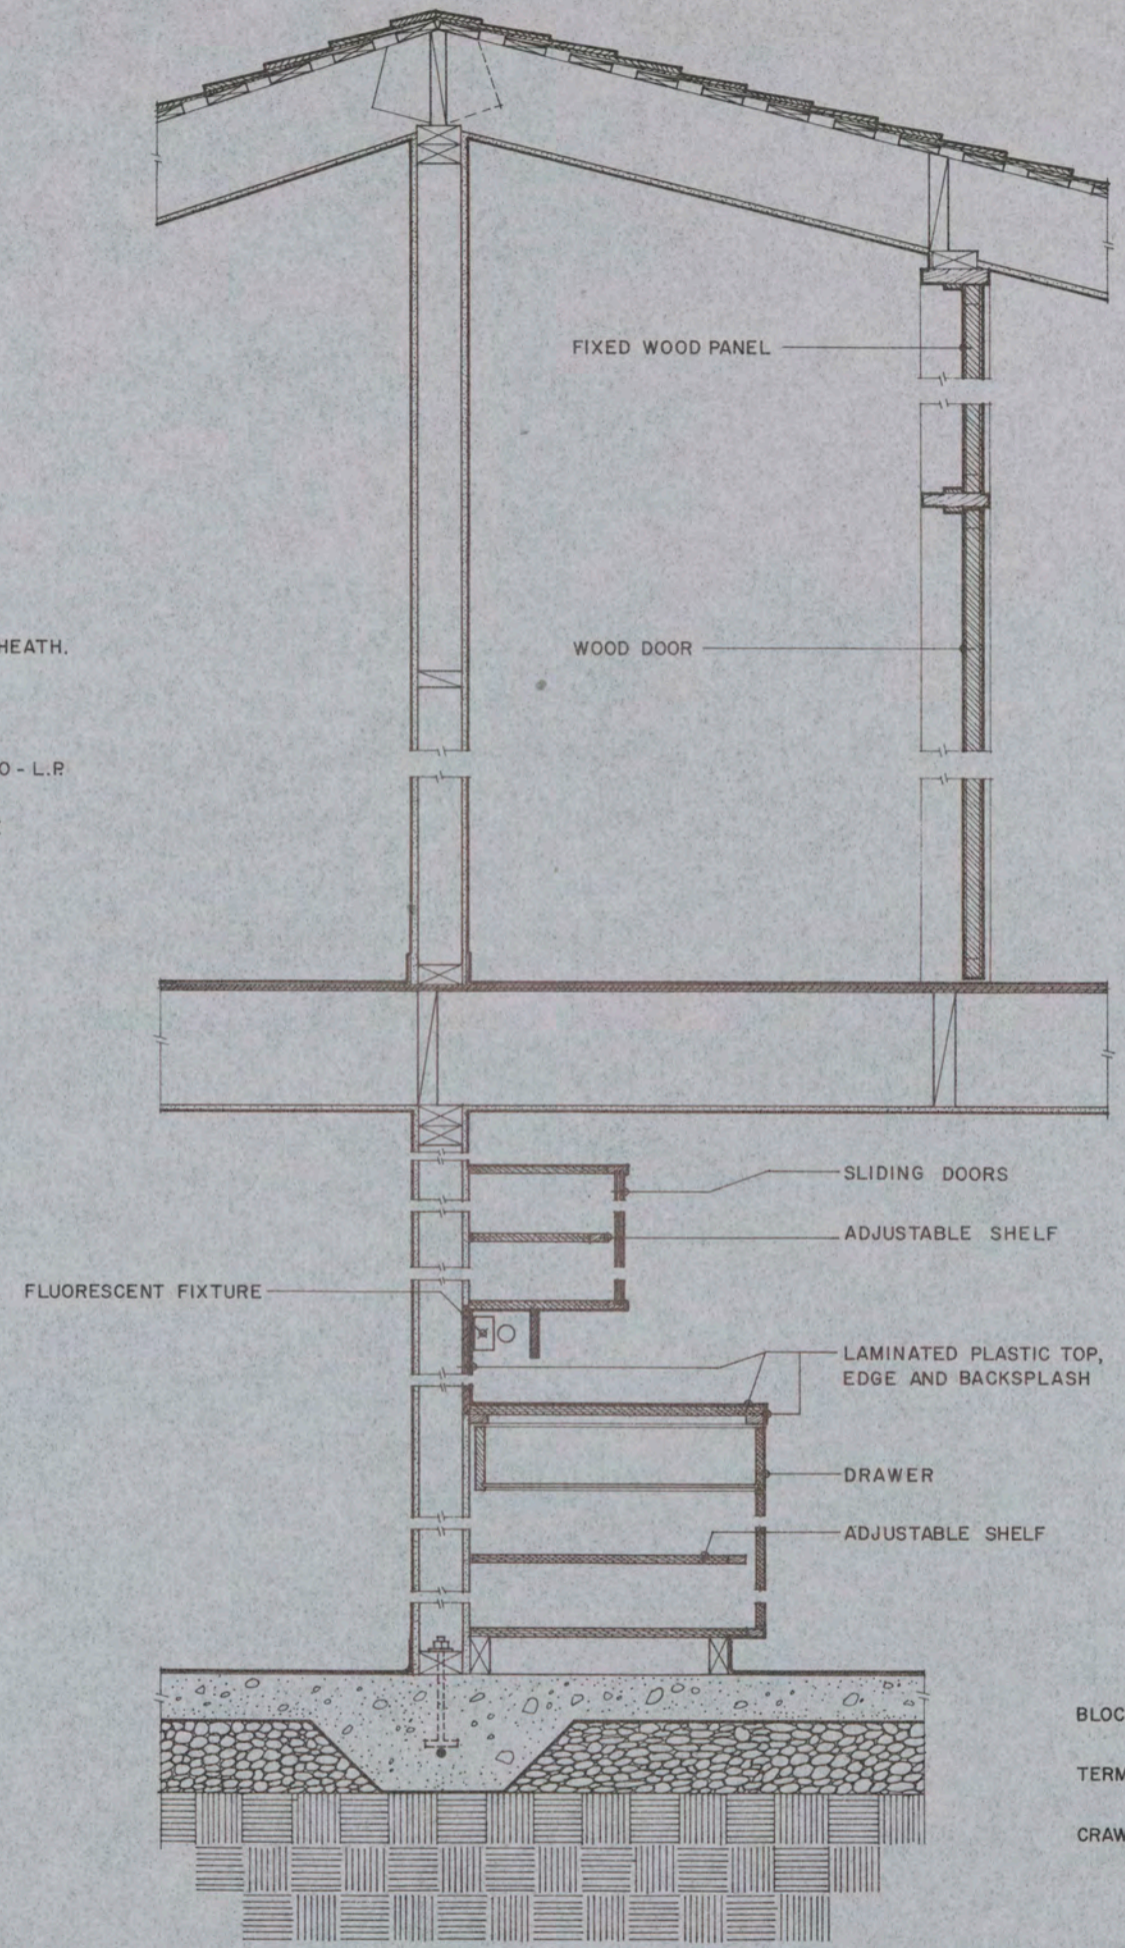 FIXED WOOD PANEL
HEATH.
WOOD DOOR
O - L.P.
SLIDING DOORS
ADJUSTABLE SHELF
FLUORESCENT FIXTURE
LAMINATED PLASTIC TOP,
EDGE AND BACKSPLASH
DRAWER
ADJUSTABLE SHELF
BLOC
TERM
CRAW